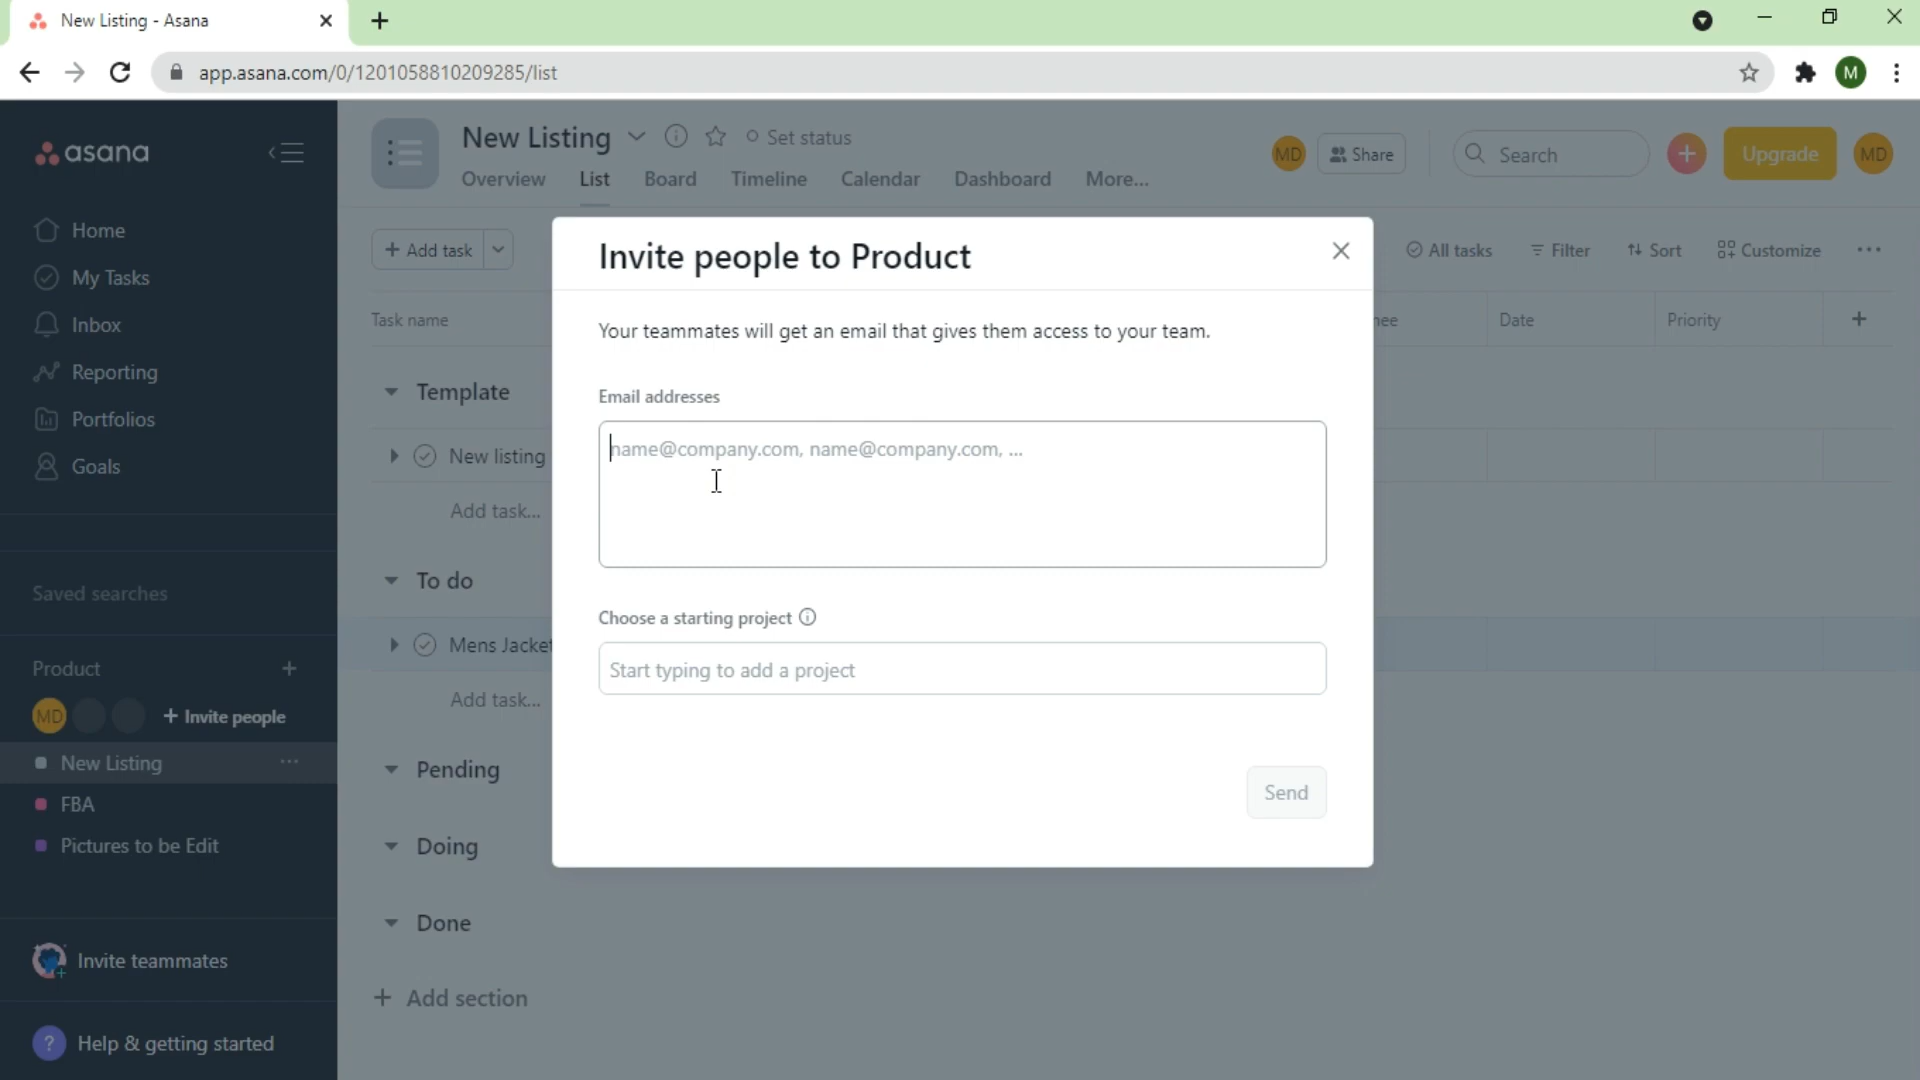 New Listing - Asana
app.asana.com/0/1201058810209285/list
M
asana
New Listing
Set status
MD
Share
Search
Upgrade
MD
Overview
List
Board
Timeline
Calendar
Dashboard
More...
Home
My Tasks
Inbox
Reporting
Portfolios
Goals
Saved searches
Product
MD
+ Invite people
New Listing
FBA
Pictures to be Edit
Invite teammates
? Help & getting started
+ Add task
All tasks
Filter
Sort
Customize
Task name
Date
Priority
Template
New listing
Add task...
To do
Mens Jacket
Add task...
Pending
Doing
Done
+ Add section
Invite people to Product
Your teammates will get an email that gives them access to your team.
Email addresses
name@company.com, name@company.com, ...
Choose a starting project
Start typing to add a project
Send